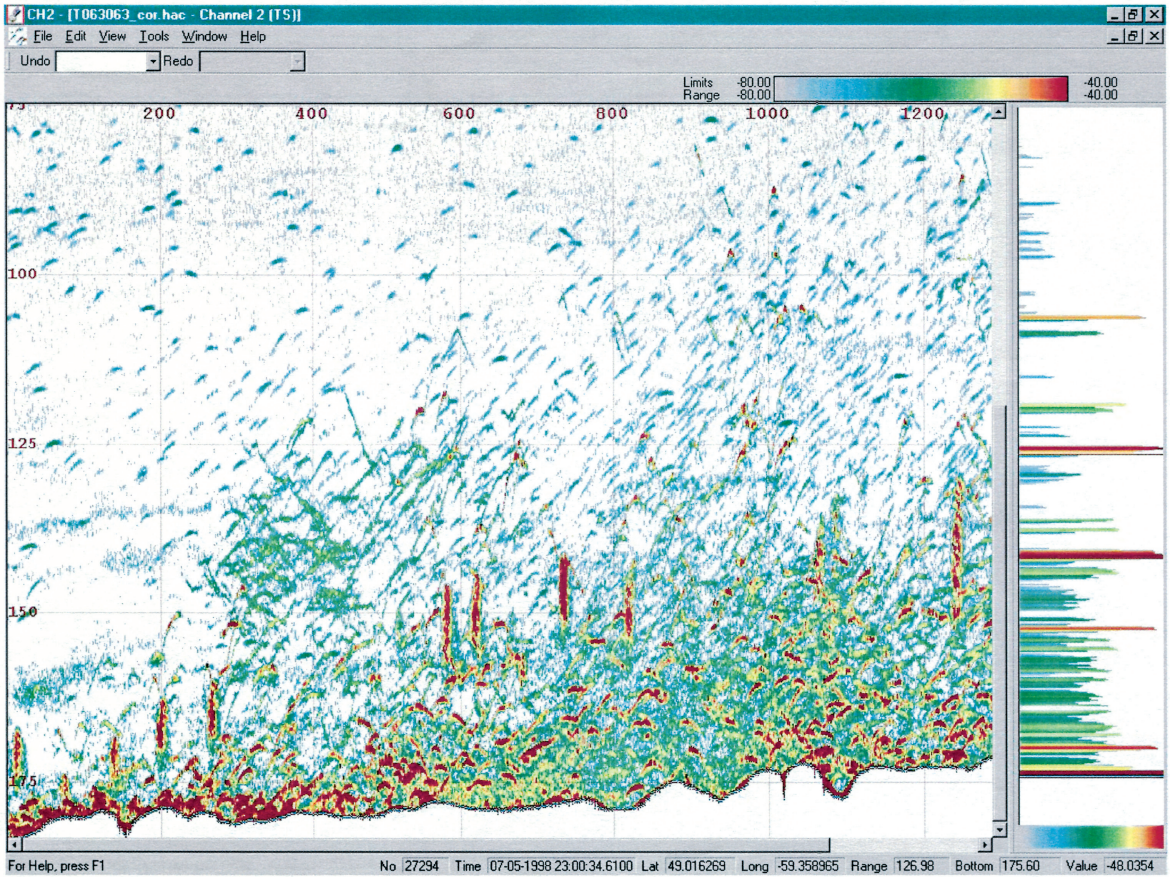 CH2 - [T063063_cor.hac - Channel 2 (TS)]
File Edit View Tools Window Help
Undo Redo
Limits -80.00 -40.00
Range -80.00 -40.00
75
200 400 600 800 1000 1200
100
125
150
175
For Help, press F1 No 27294 Time 07-05-1998 23:00:34.6100 Lat 49.016269 Long -59.358965 Range 126.98 Bottom 175.60 Value -48.0354